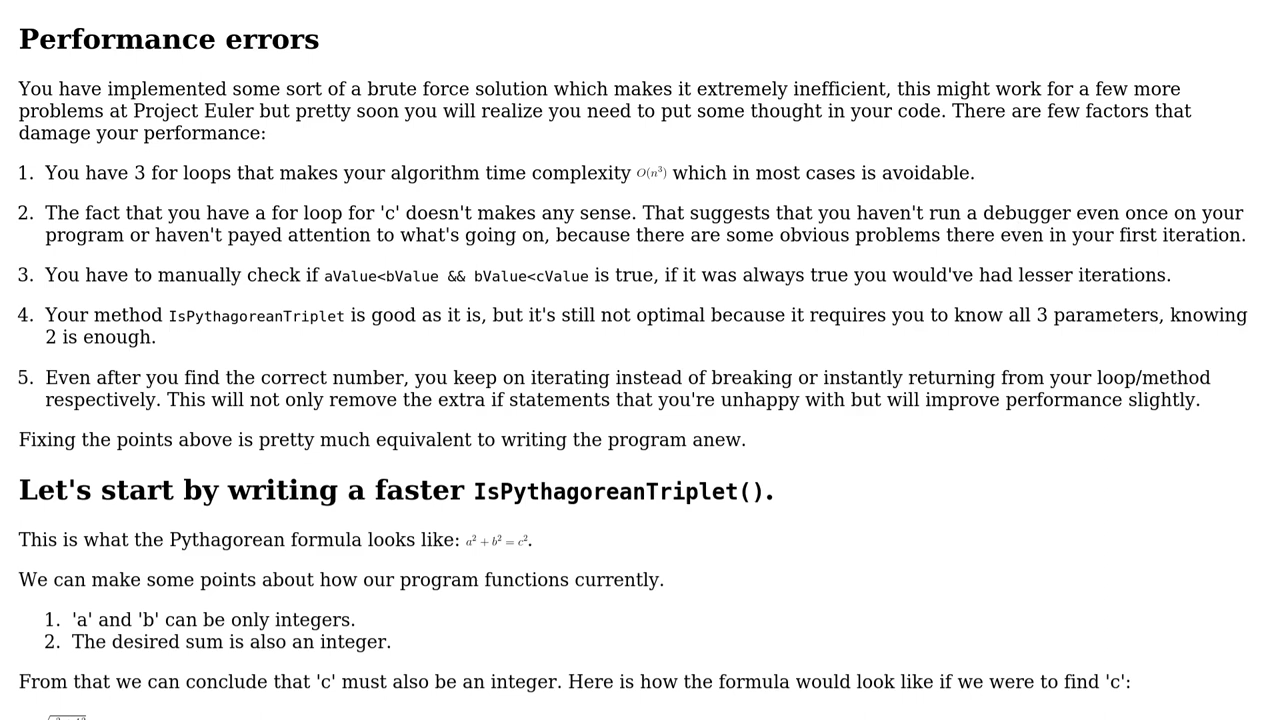 Performance errors
You have implemented some sort of a brute force solution which makes it extremely inefficient, this might work for a few more
problems at Project Euler but pretty soon you will realize you need to put some thought in your code. There are few factors that
damage your performance:
1. You have 3 for loops that makes your algorithm time complexity O(n³) which in most cases is avoidable.
2. The fact that you have a for loop for 'c' doesn't makes any sense. That suggests that you haven't run a debugger even once on your
program or haven't payed attention to what's going on, because there are some obvious problems there even in your first iteration.
3. You have to manually check if aValue<bValue && bValue<cValue is true, if it was always true you would've had lesser iterations.
4. Your method IsPythagoreanTriplet is good as it is, but it's still not optimal because it requires you to know all 3 parameters, knowing
2 is enough.
5. Even after you find the correct number, you keep on iterating instead of breaking or instantly returning from your loop/method
respectively. This will not only remove the extra if statements that you're unhappy with but will improve performance slightly.
Fixing the points above is pretty much equivalent to writing the program anew.
Let's start by writing a faster IsPythagoreanTriplet().
This is what the Pythagorean formula looks like: a² + b² = c².
We can make some points about how our program functions currently.
1. 'a' and 'b' can be only integers.
2. The desired sum is also an integer.
From that we can conclude that 'c' must also be an integer. Here is how the formula would look like if we were to find 'c':